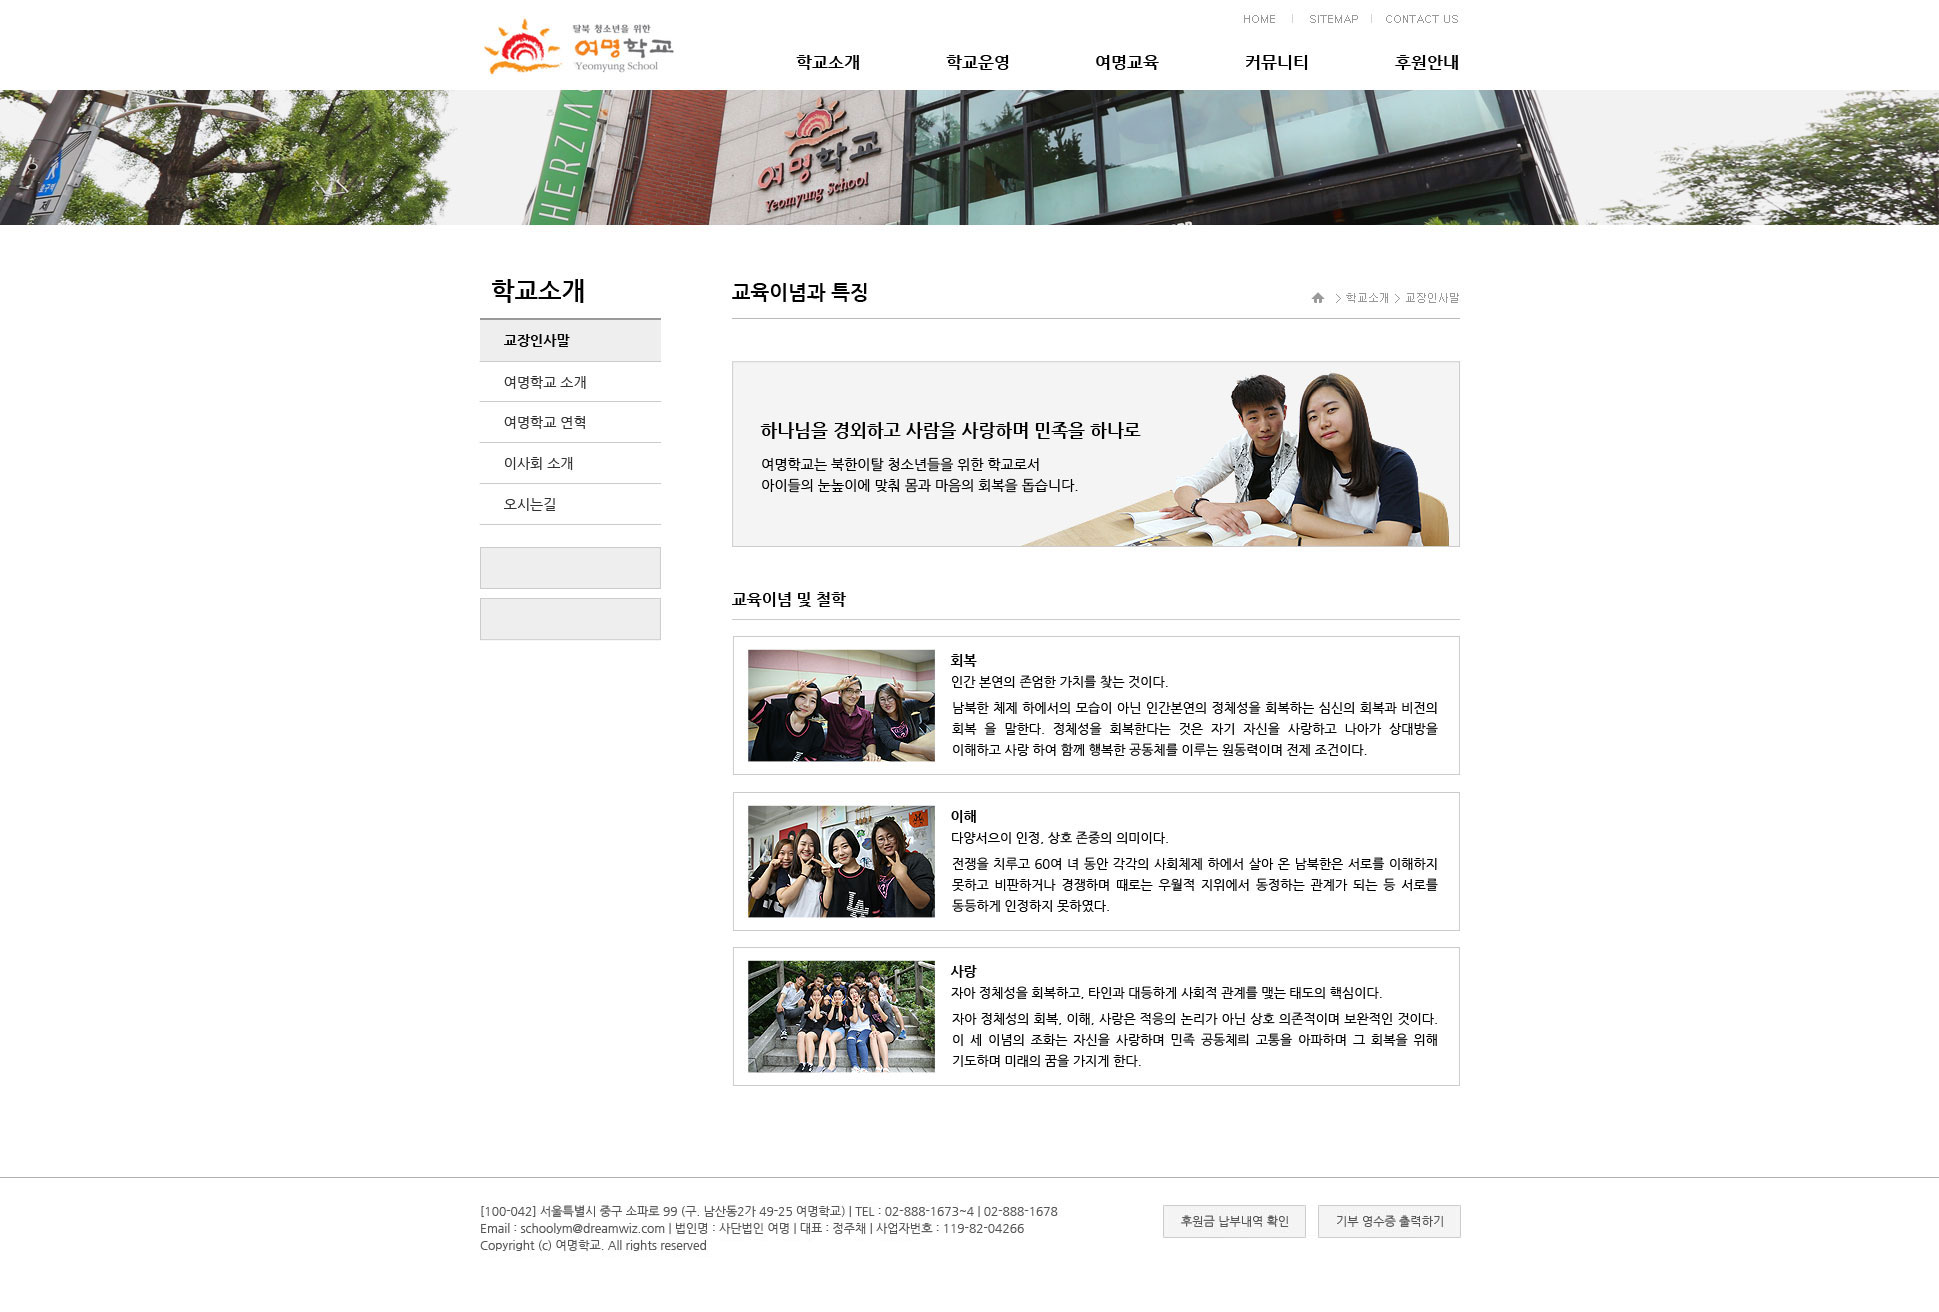 탈북 청소년을 위한
여명학교
Yeomyung School
HOME
SITEMAP
CONTACT US
학교소개
학교운영
여명교육
커뮤니티
후원안내
HERZIA
여명학교
Yeomyung School
학교소개
교장인사말
여명학교 소개
여명학교 연혁
이사회 소개
오시는길
교육이념과 특징
> 학교소개 > 교장인사말
하나님을 경외하고 사람을 사랑하며 민족을 하나로
여명학교는 북한이탈 청소년들을 위한 학교로서
아이들의 눈높이에 맞춰 몸과 마음의 회복을 돕습니다.
교육이념 및 철학
회복
인간 본연의 존엄한 가치를 찾는 것이다.
남북한 체제 하에서의 모습이 아닌 인간본연의 정체성을 회복하는 심신의 회복과 비전의
회복 을 말한다. 정체성을 회복한다는 것은 자기 자신을 사랑하고 나아가 상대방을
이해하고 사랑 하여 함께 행복한 공동체를 이루는 원동력이며 전제 조건이다.
이해
다양서으이 인정, 상호 존중의 의미이다.
전쟁을 치루고 60여 녀 동안 각각의 사회체제 하에서 살아 온 남북한은 서로를 이해하지
못하고 비판하거나 경쟁하며 때로는 우월적 지위에서 동정하는 관계가 되는 등 서로를
동등하게 인정하지 못하였다.
사랑
자아 정체성을 회복하고, 타인과 대등하게 사회적 관계를 맺는 태도의 핵심이다.
자아 정체성의 회복, 이해, 사랑은 적응의 논리가 아닌 상호 의존적이며 보완적인 것이다.
이 세 이념의 조화는 자신을 사랑하며 민족 공동체릐 고통을 아파하며 그 회복을 위해
기도하며 미래의 꿈을 가지게 한다.
[100-042] 서울특별시 중구 소파로 99 (구. 남산동2가 49-25 여명학교) | TEL : 02-888-1673~4 | 02-888-1678
Email : schoolym@dreamwiz.com | 법인명 : 사단법인 여명 | 대표 : 정주채 | 사업자번호 : 119-82-04266
Copyright (c) 여명학교. All rights reserved
후원금 납부내역 확인
기부 영수증 출력하기